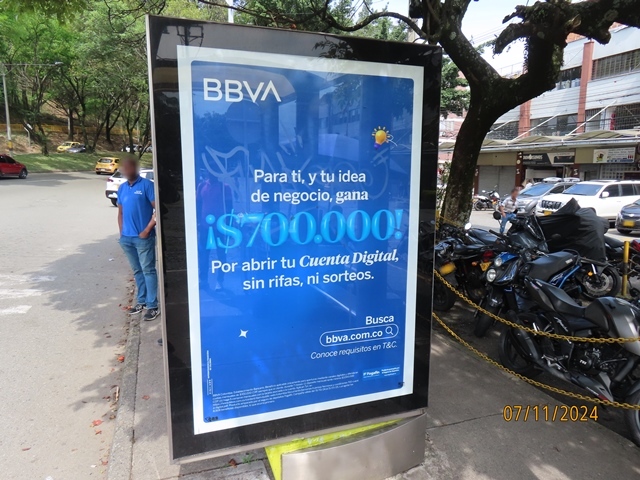 BBVA
Para ti, y tu idea
de negocio, gana
¡$700.000!
Por abrir tu Cuenta Digital,
sin rifas, ni sorteos.
Busca
bbva.com.co
Conoce requisitos en T&C.
07/11/2024